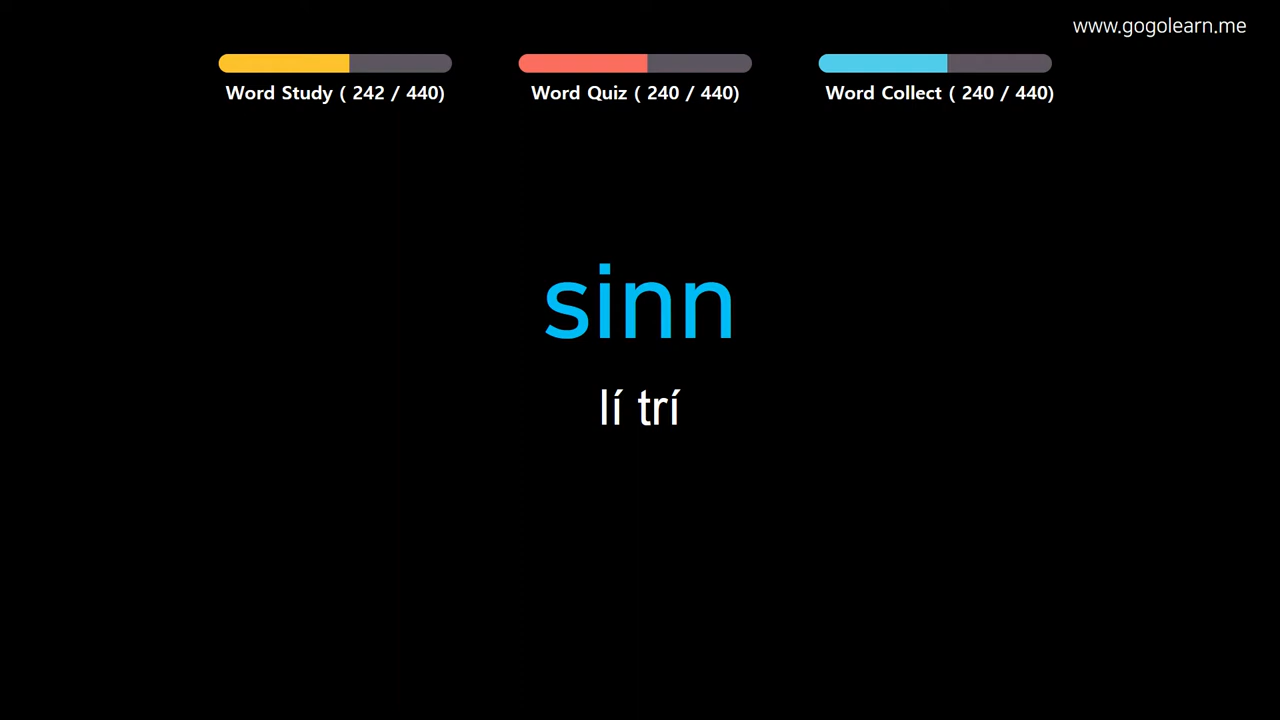 www.gogolearn.me
Word Study ( 242 / 440)
Word Quiz ( 240 / 440)
Word Collect ( 240 / 440)
sinn
lí trí